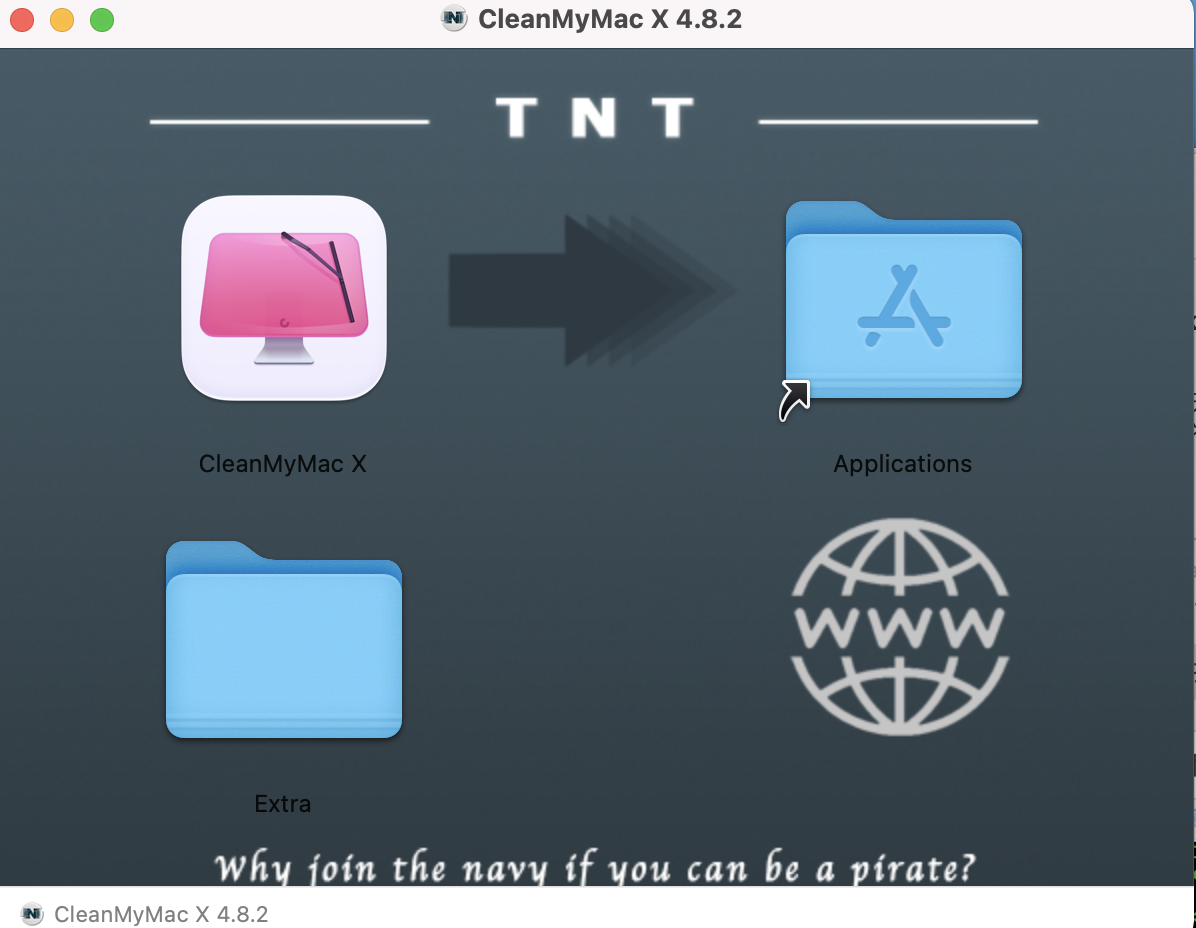 CleanMyMac X 4.8.2
T N T
CleanMyMac X
Applications
www
Extra
Why join the navy if you can be a pirate?
CleanMyMac X 4.8.2